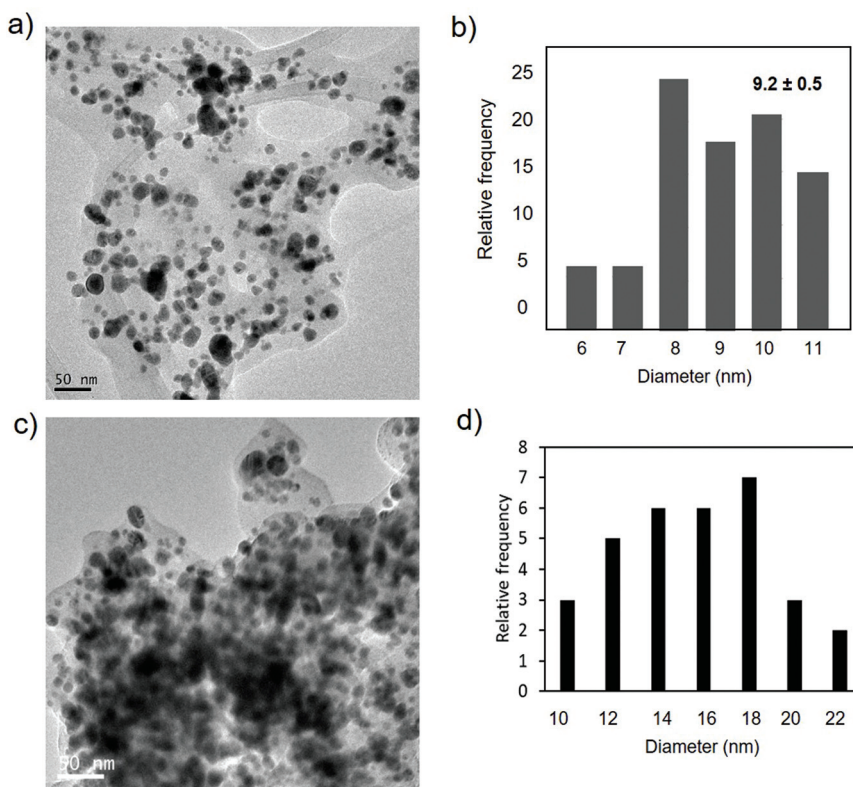 a)
50 nm
b)
Relative frequency
25
20
15
10
5
0
9.2 ± 0.5
6 7 8 9 10 11
Diameter (nm)
c)
50 nm
d)
Relative frequency
8
7
6
5
4
3
2
1
0
10 12 14 16 18 20 22
Diameter (nm)